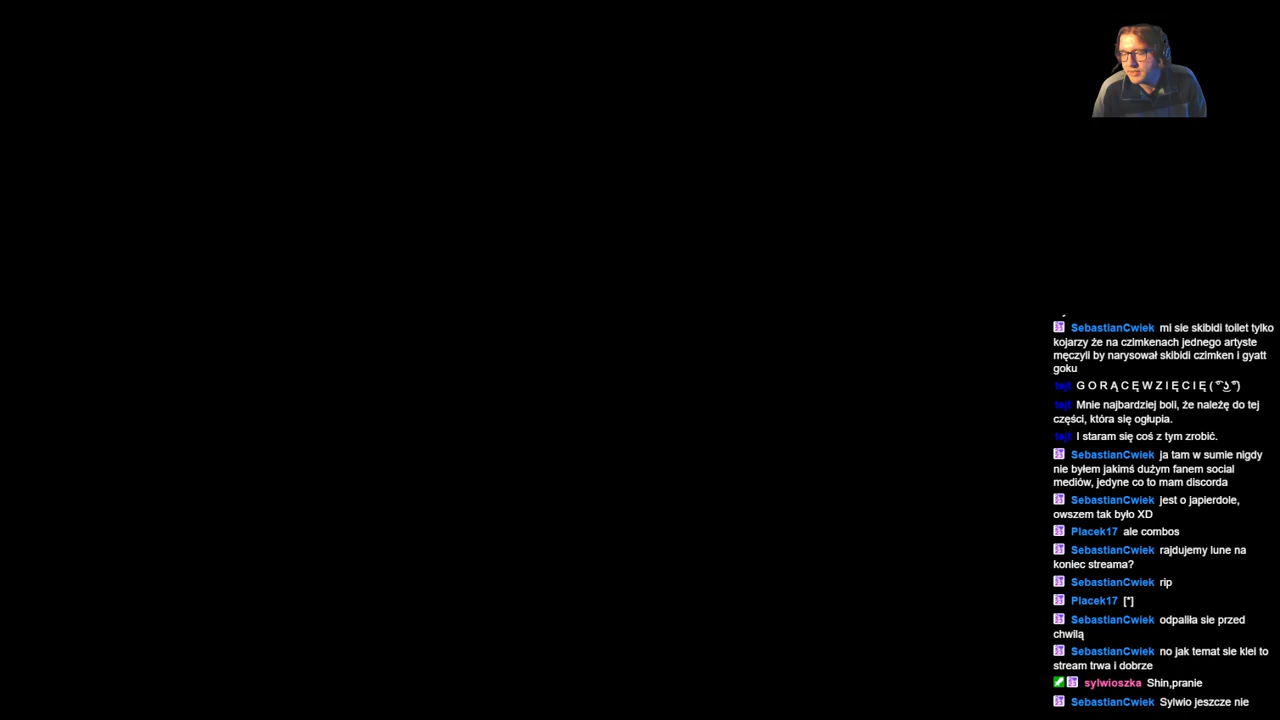 SebastianCwiek mi sie skibidi toilet tylko
kojarzy że na czimkenach jednego artyste
męczyli by narysował skibidi czimken i gyatt
goku
tajt G O R Ą C Ę W Z I Ę C I Ę ( ͡° ͜ʖ ͡°)
tajt Mnie najbardziej boli, że należę do tej
części, która się ogłupia.
tajt I staram się coś z tym zrobić.
SebastianCwiek ja tam w sumie nigdy
nie byłem jakimś dużym fanem social
mediów, jedyne co to mam discorda
SebastianCwiek jest o japierdole,
owszem tak było XD
Placek17 ale combos
SebastianCwiek rajdujemy lune na
koniec streama?
SebastianCwiek rip
Placek17 [*]
SebastianCwiek odpaliła sie przed
chwilą
SebastianCwiek no jak temat sie klei to
stream trwa i dobrze
sylwioszka Shin,pranie
SebastianCwiek Sylwio jeszcze nie